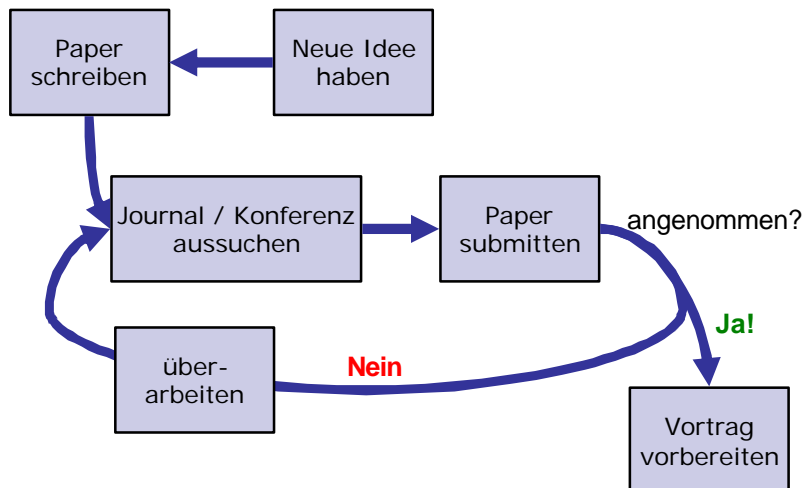 Paper
schreiben
Neue Idee
haben
Journal / Konferenz
aussuchen
Paper
submitten
angenommen?
Ja!
Nein
über-
arbeiten
Vortrag
vorbereiten